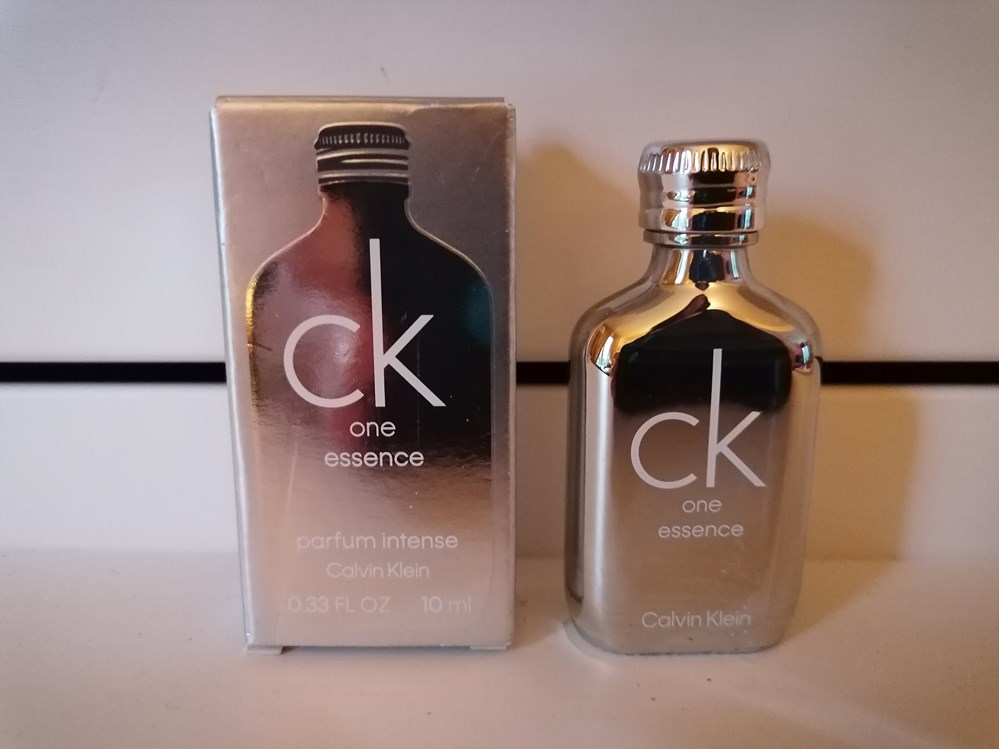 ck
one
essence
parfum intense
Calvin Klein
0.33 FL OZ 10 ml
ck
one
essence
Calvin Klein